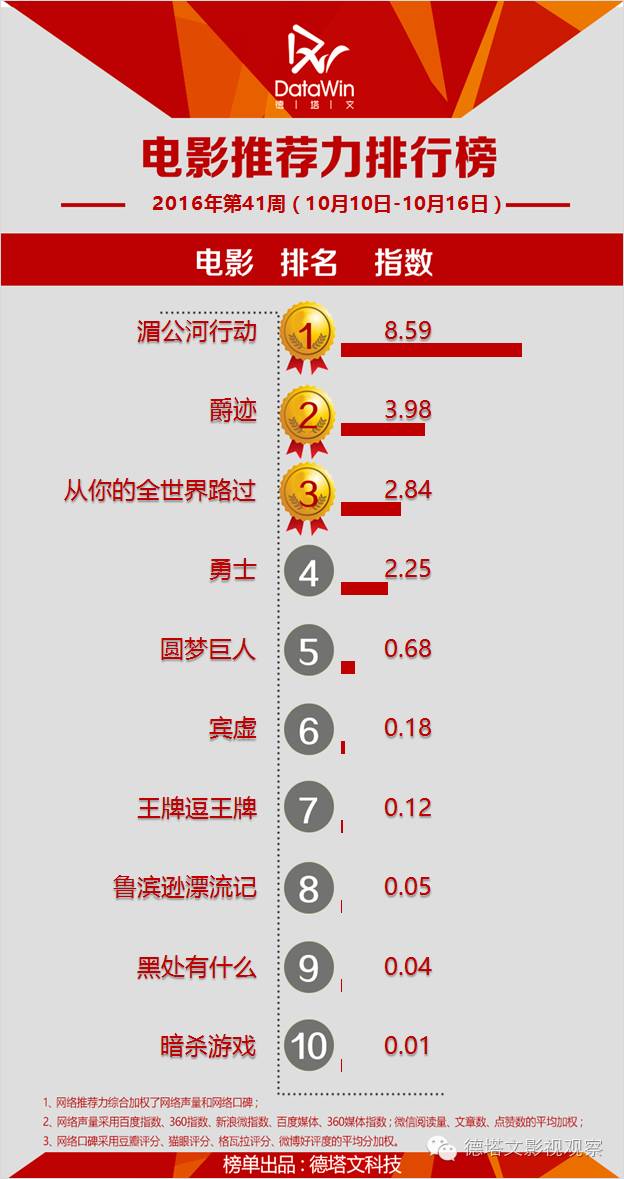 DataWin
德｜塔｜文
电影推荐力排行榜
2016年第41周（10月10日-10月16日）
电影 排名 指数
湄公河行动 1 8.59
爵迹 2 3.98
从你的全世界路过 3 2.84
勇士 4 2.25
圆梦巨人 5 0.68
宾虚 6 0.18
王牌逗王牌 7 0.12
鲁滨逊漂流记 8 0.05
黑处有什么 9 0.04
暗杀游戏 10 0.01
1、网络推荐力综合加权了网络声量和网络口碑；
2、网络声量采用百度指数、360指数、新浪微指数、百度媒体、360媒体指数；微信阅读量、文章数、点赞数的平均加权；
3、网络口碑采用豆瓣评分、猫眼评分、格瓦拉评分、微博好评度的平均分加权。
德塔文影视观察
榜单出品：德塔文科技